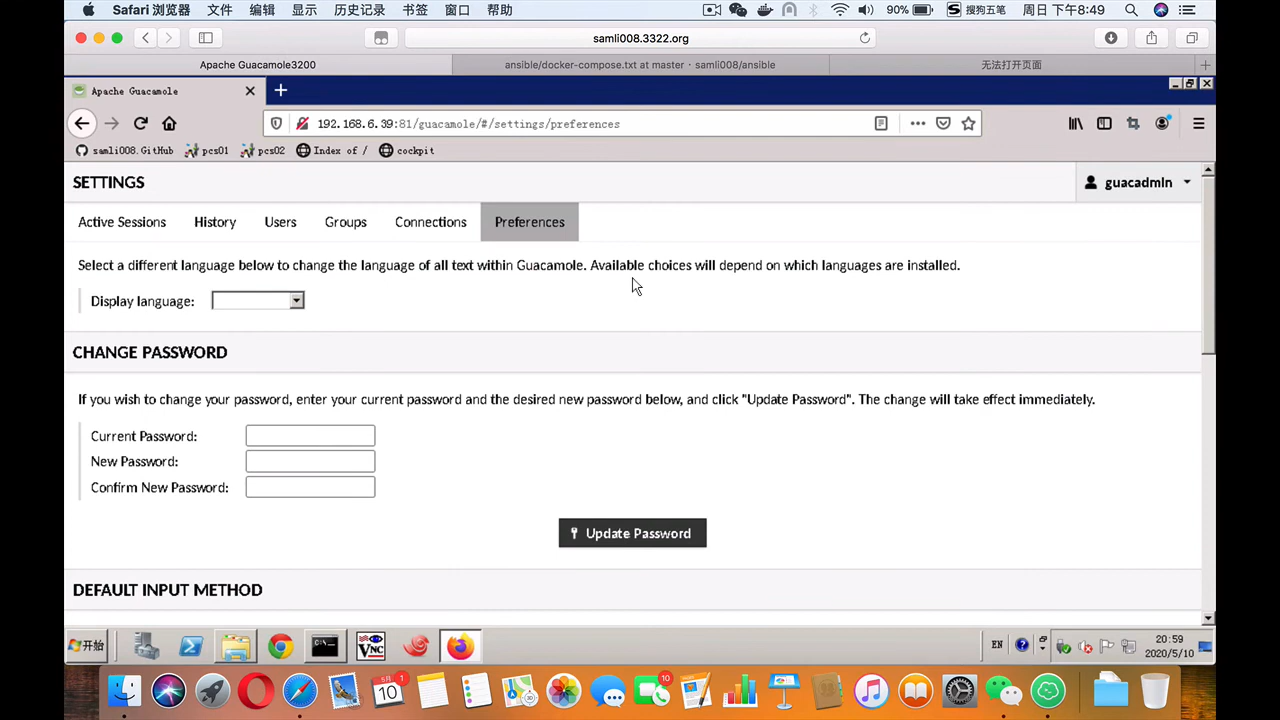 Safari 浏览器 文件 编辑 显示 历史记录 书签 窗口 帮助 90% 搜狗五笔 周日 下午8:49
samli008.3322.org
Apache Guacamole3200 ansible/docker-compose.txt at master · samli008/ansible 无法打开页面
Apache Guacamole
192.168.6.39:81/guacamole/#/settings/preferences
samli008.GitHub pcs01 pcs02 Index of / cockpit
SETTINGS guacadmin
Active Sessions History Users Groups Connections Preferences
Select a different language below to change the language of all text within Guacamole. Available choices will depend on which languages are installed.
Display language:
CHANGE PASSWORD
If you wish to change your password, enter your current password and the desired new password below, and click "Update Password". The change will take effect immediately.
Current Password:
New Password:
Confirm New Password:
Update Password
DEFAULT INPUT METHOD
开始 VNC EN 20:59
2020/5/10
5月 10 10